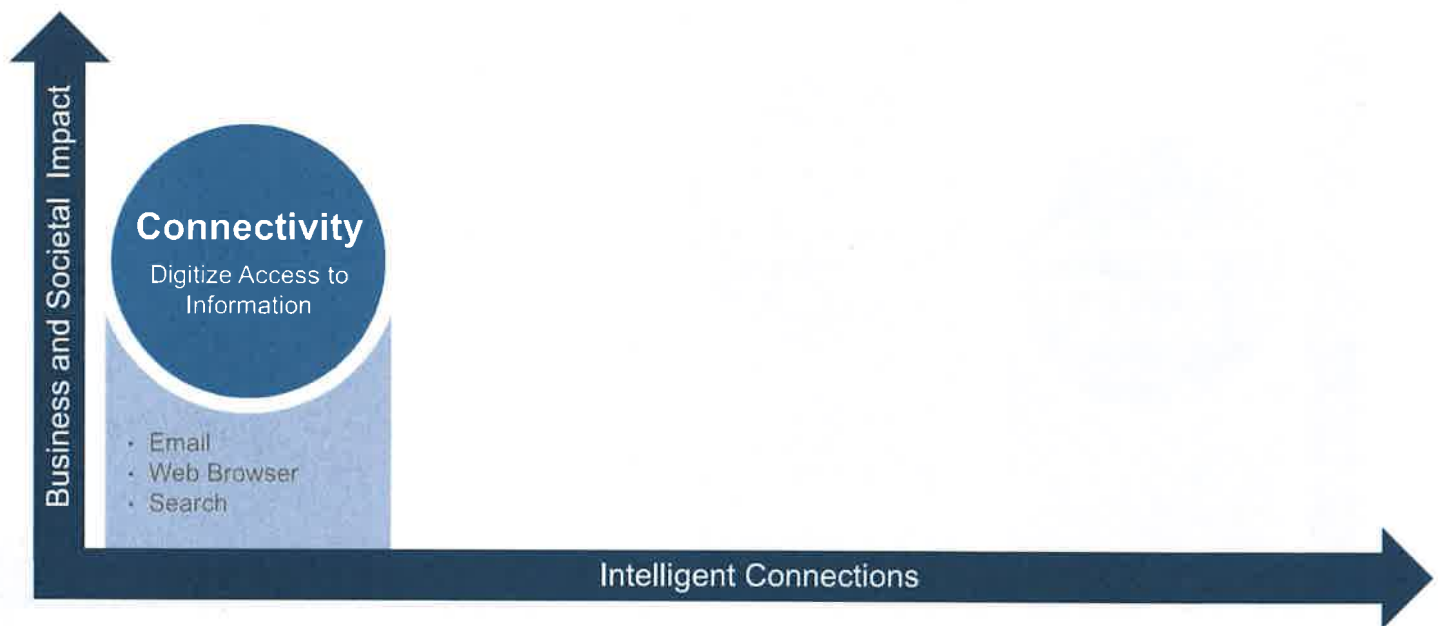 Business and Societal Impact
Connectivity
Digitize Access to
Information
· Email
· Web Browser
· Search
Intelligent Connections